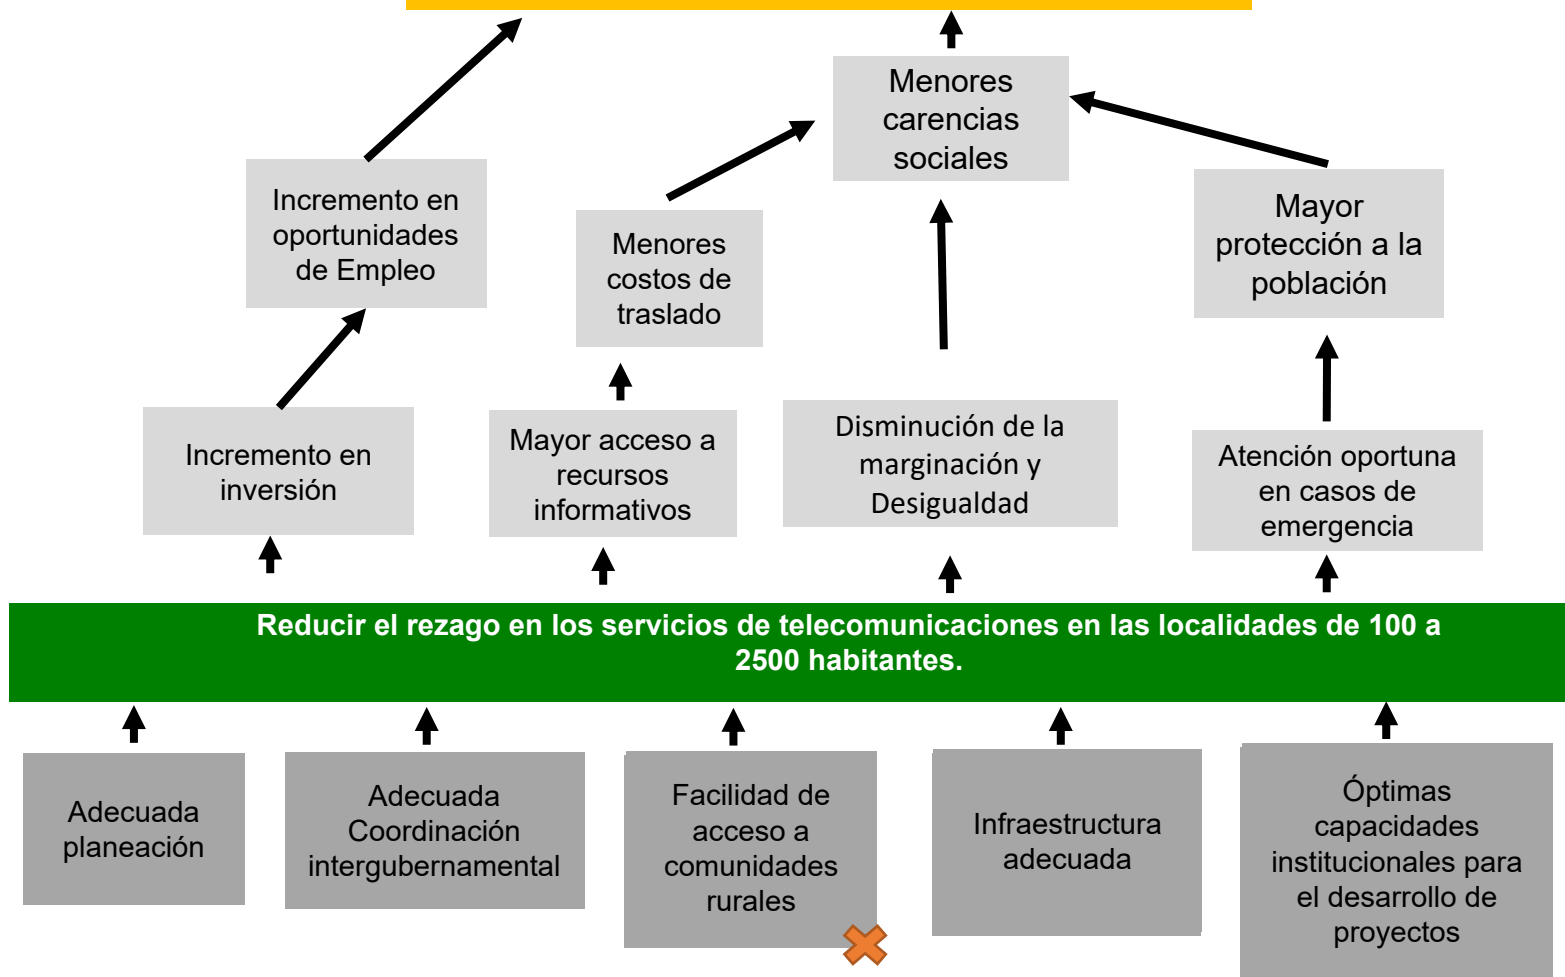 Menores
carencias
sociales
Incremento en
oportunidades
de Empleo
Menores
costos de
traslado
Mayor
protección a la
población
Incremento en
inversión
Mayor acceso a
recursos
informativos
Disminución de la
marginación y
Desigualdad
Atención oportuna
en casos de
emergencia
Reducir el rezago en los servicios de telecomunicaciones en las localidades de 100 a
2500 habitantes.
Adecuada
planeación
Adecuada
Coordinación
intergubernamental
Facilidad de
acceso a
comunidades
rurales
Infraestructura
adecuada
Óptimas
capacidades
institucionales para
el desarrollo de
proyectos